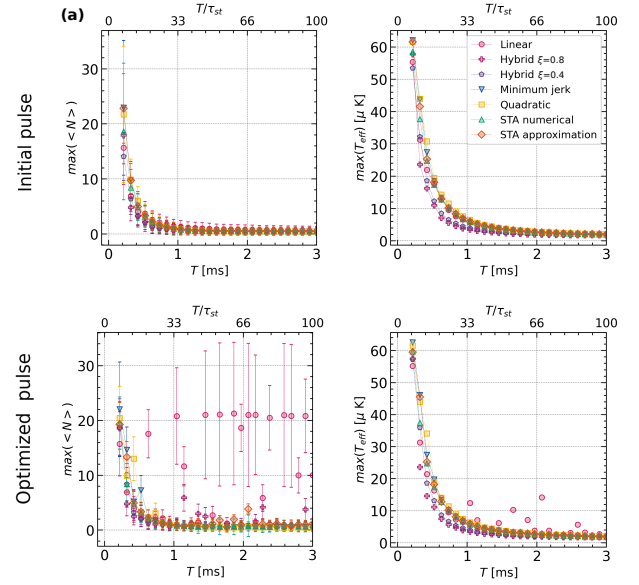 (a)
T/τst
0 33 66 100
30
20
10
0
max(<N>)
0 1 2 3
T [ms]
Initial pulse
T/τst
0 33 66 100
60
50
40
30
20
10
0
max(Teff) [μ K]
0 1 2 3
T [ms]
Linear
Hybrid ξ=0.8
Hybrid ξ=0.4
Minimum jerk
Quadratic
STA numerical
STA approximation
T/τst
0 33 66 100
30
20
10
0
max(<N>)
0 1 2 3
T [ms]
Optimized pulse
T/τst
0 33 66 100
60
50
40
30
20
10
0
max(Teff) [μ K]
0 1 2 3
T [ms]